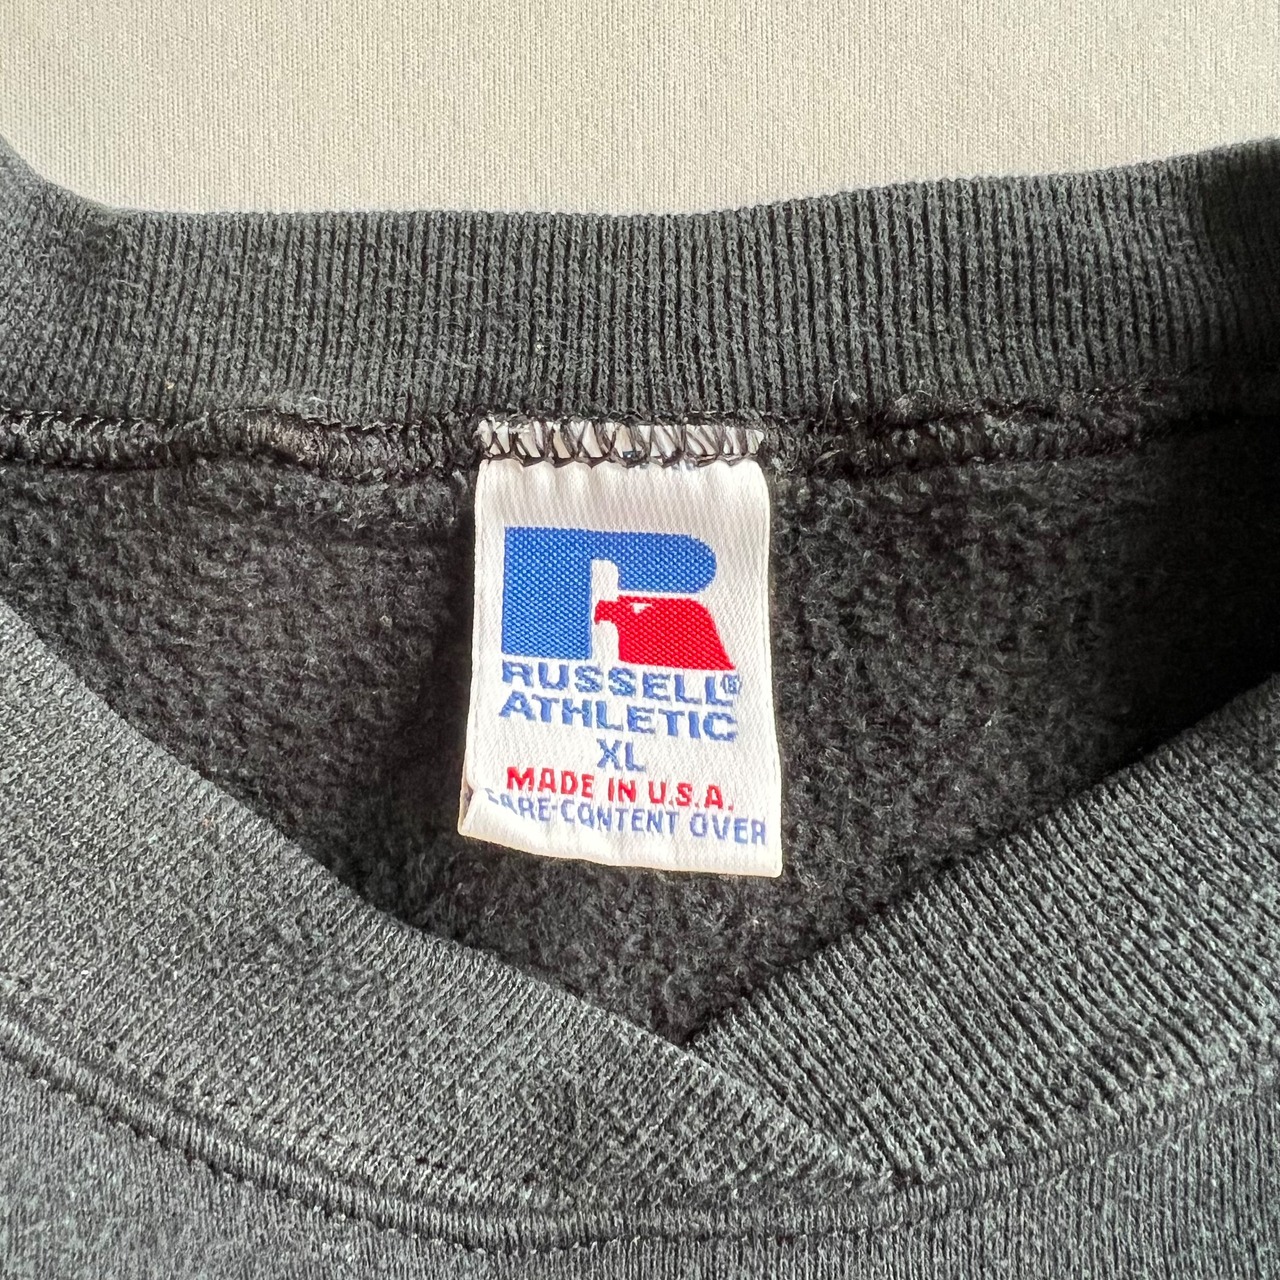 R
RUSSELL®
ATHLETIC
XL
MADE IN U.S.A.
CARE-CONTENT OVER